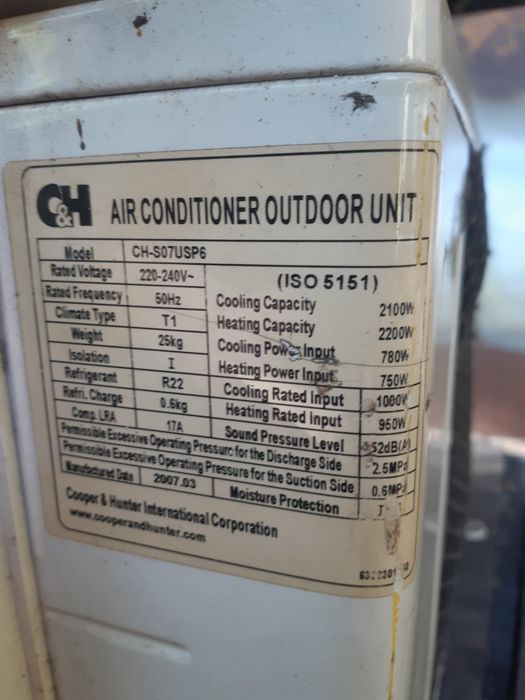 C&H AIR CONDITIONER OUTDOOR UNIT
Model CH-S07USP6
Rated Voltage 220-240V~
Rated Frequency 50Hz
Climate Type T1
Weight 25kg
Isolation I
Refrigerant R22
Refri. Charge 0.6kg
Comp. LRA 17A
(ISO 5151)
Cooling Capacity 2100W
Heating Capacity 2200W
Cooling Power Input 780W
Heating Power Input 750W
Cooling Rated Input 1000W
Heating Rated Input 950W
Sound Pressure Level 52dB(A)
Permissible Excessive Operating Pressure for the Discharge Side 2.5MPa
Permissible Excessive Operating Pressure for the Suction Side 0.6MPa
Manufactured Date 2007.03 Moisture Protection
Cooper & Hunter International Corporation
www.cooperandhunter.com